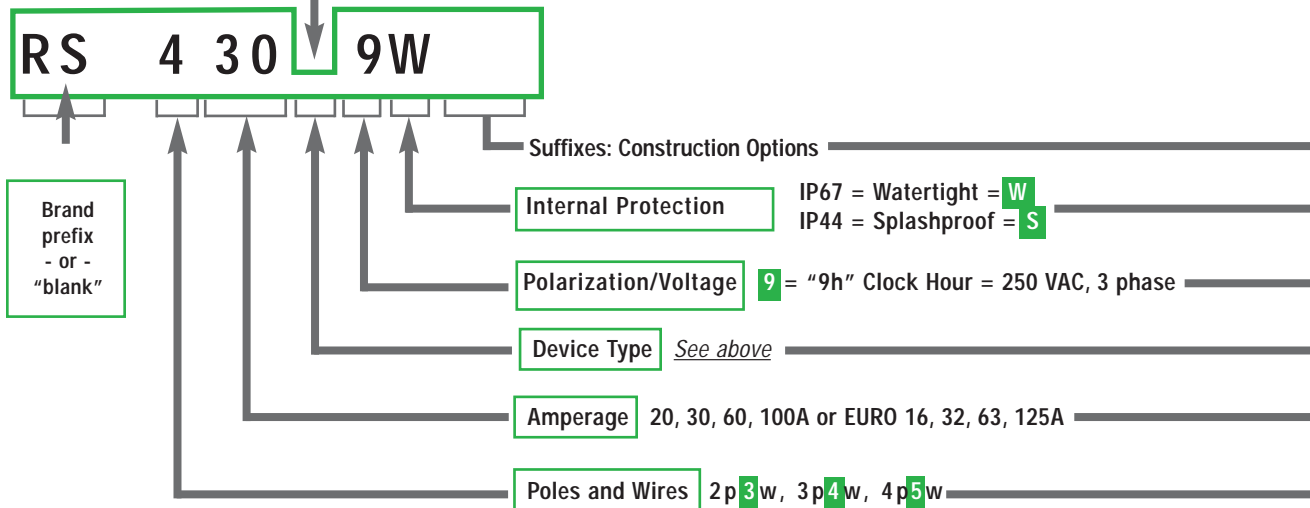 RS 4 30 9W
Suffixes: Construction Options
Brand
prefix
- or -
“blank”
Internal Protection
IP67 = Watertight = W
IP44 = Splashproof = S
Polarization/Voltage 9 = “9h” Clock Hour = 250 VAC, 3 phase
Device Type See above
Amperage 20, 30, 60, 100A or EURO 16, 32, 63, 125A
Poles and Wires 2p3w, 3p4w, 4p5w